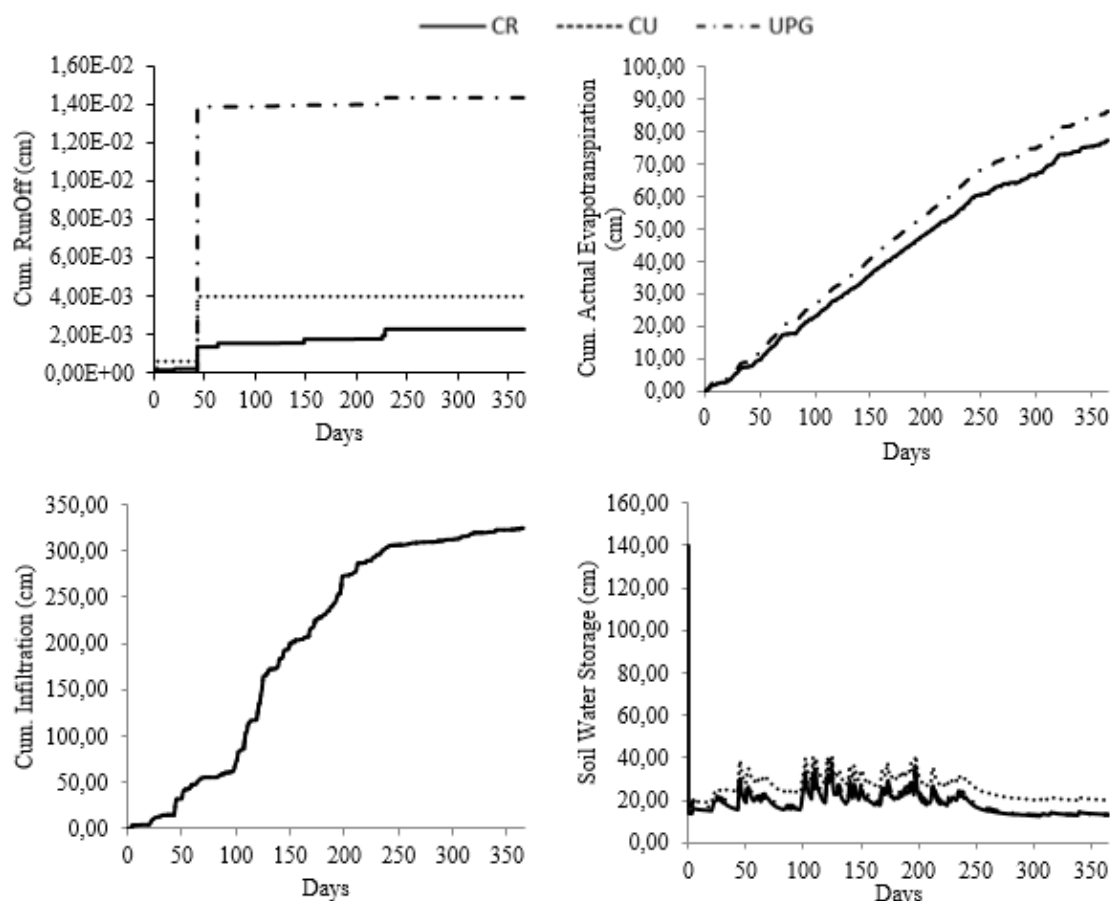 CR CU UPG
Cum. RunOff (cm)
1,60E-02
1,40E-02
1,20E-02
1,00E-02
8,00E-03
6,00E-03
4,00E-03
2,00E-03
0,00E+00
0 50 100 150 200 250 300 350
Days
Cum. Actual Evapotranspiration
(cm)
100,00
90,00
80,00
70,00
60,00
50,00
40,00
30,00
20,00
10,00
0,00
0 50 100 150 200 250 300 350
Days
Cum. Infiltration (cm)
350,00
300,00
250,00
200,00
150,00
100,00
50,00
0,00
0 50 100 150 200 250 300 350
Days
Soil Water Storage (cm)
160,00
140,00
120,00
100,00
80,00
60,00
40,00
20,00
0,00
0 50 100 150 200 250 300 350
Days